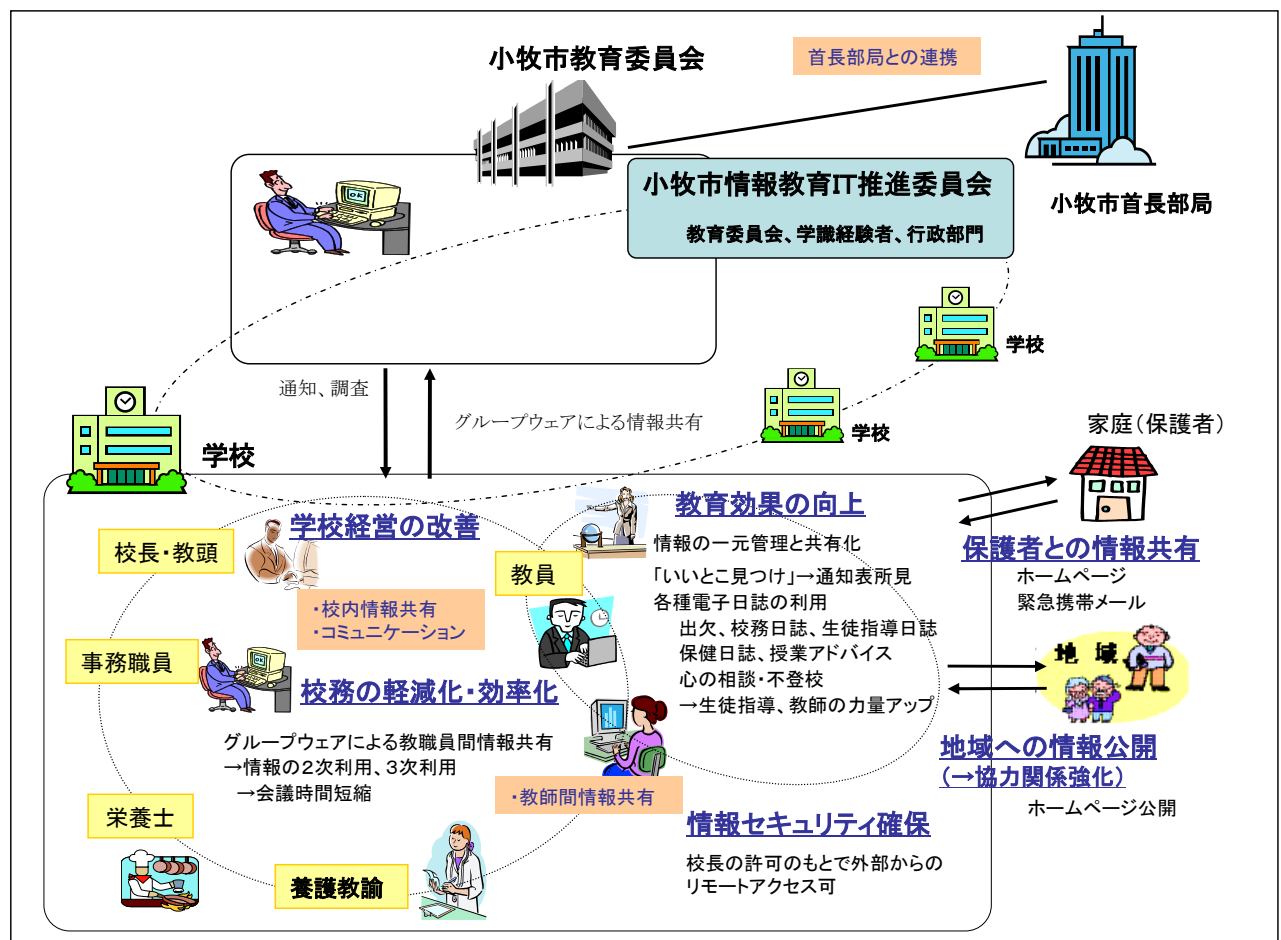 小牧市教育委員会
首長部局との連携
小牧市首長部局
OK
小牧市情報教育IT推進委員会
教育委員会、学識経験者、行政部門
学校
学校
学校
通知、調査
グループウェアによる情報共有
家庭(保護者)
保護者との情報共有
ホームページ
緊急携帯メール
地域
地域への情報公開
(→協力関係強化)
ホームページ公開
校長・教頭
学校経営の改善
・校内情報共有
・コミュニケーション
事務職員
校務の軽減化・効率化
グループウェアによる教職員間情報共有
→情報の2次利用、3次利用
→会議時間短縮
栄養士
養護教諭
教員
教育効果の向上
情報の一元管理と共有化
「いいとこ見つけ」→通知表所見
各種電子日誌の利用
出欠、校務日誌、生徒指導日誌
保健日誌、授業アドバイス
心の相談・不登校
→生徒指導、教師の力量アップ
・教師間情報共有
情報セキュリティ確保
校長の許可のもとで外部からの
リモートアクセス可